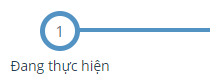 1
Đang thực hiện